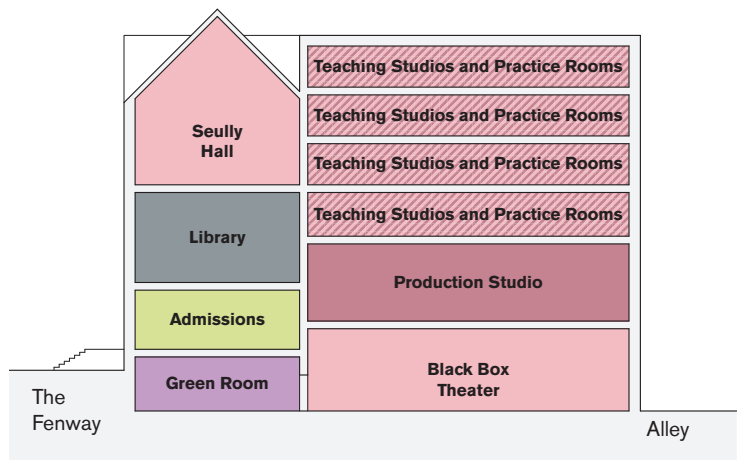 Teaching Studios and Practice Rooms
Teaching Studios and Practice Rooms
Teaching Studios and Practice Rooms
Teaching Studios and Practice Rooms
Seully
Hall
Library
Production Studio
Admissions
Black Box
Theater
Green Room
The
Fenway
Alley